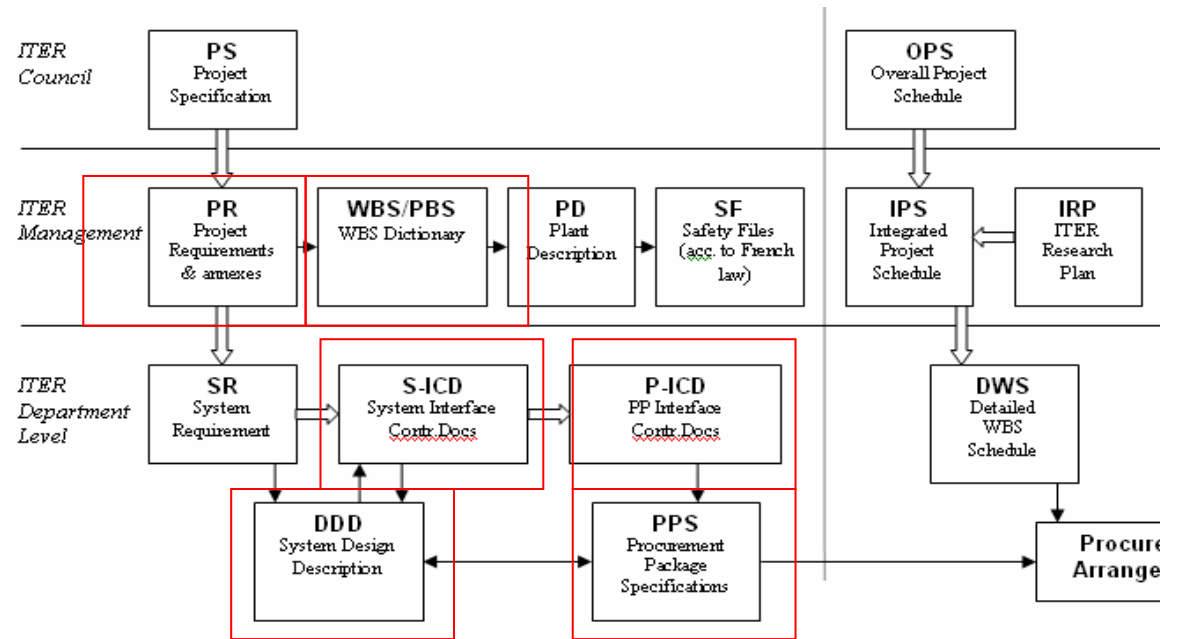 ITER
Council
PS
Project
Specification
OPS
Overall Project
Schedule
ITER
Management
PR
Project
Requirements
& annexes
WBS/PBS
WBS Dictionary
PD
Plant
Description
SF
Safety Files
(acc. to French
law)
IPS
Integrated
Project
Schedule
IRP
ITER
Research
Plan
ITER
Department
Level
SR
System
Requirement
S-ICD
System Interface
Contr.Docs
P-ICD
PP Interface
Contr.Docs
DWS
Detailed
WBS
Schedule
DDD
System Design
Description
PPS
Procurement
Package
Specifications
Procure
Arrange